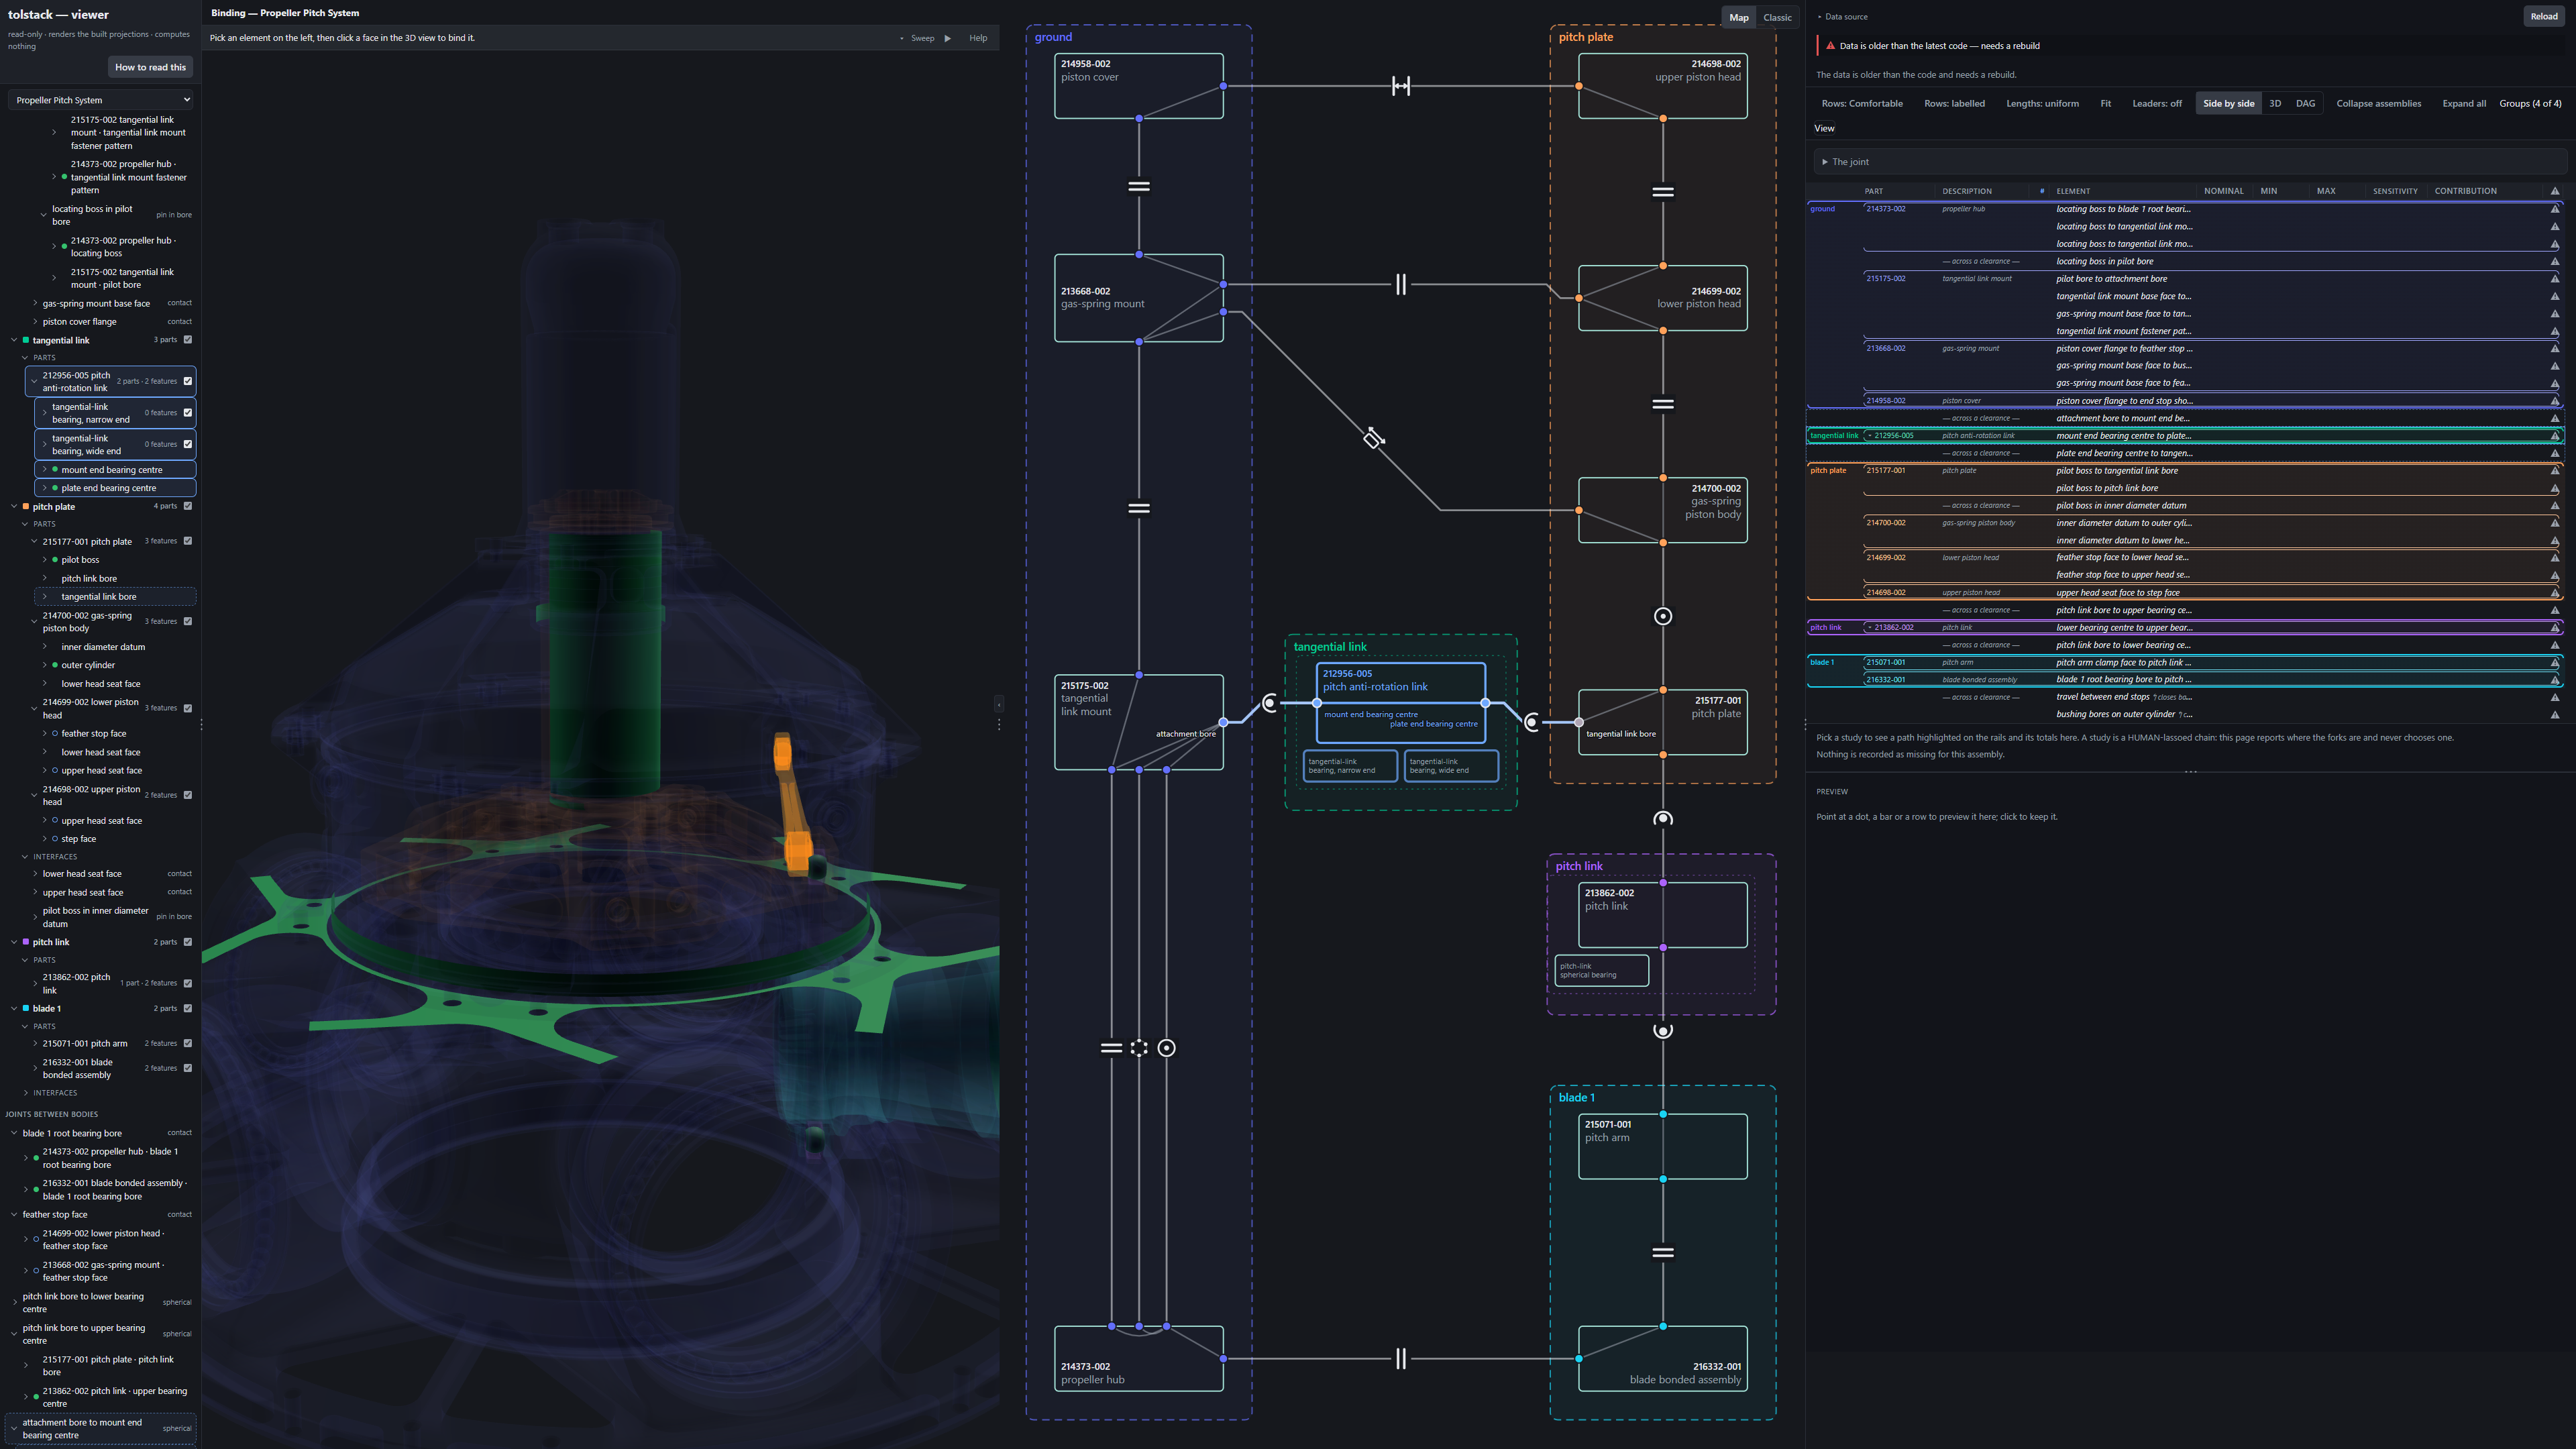 tolstack — viewer
read-only · renders the built projections · computes
nothing
How to read this
Propeller Pitch System
215175-002 tangential link
mount · tangential link mount
fastener pattern
214373-002 propeller hub ·
tangential link mount fastener
pattern
locating boss in pilot
bore
pin in bore
214373-002 propeller hub ·
locating boss
215175-002 tangential link
mount · pilot bore
gas-spring mount base face contact
piston cover flange contact
tangential link 3 parts
PARTS
212956-005 pitch
anti-rotation link
2 parts · 2 features
tangential-link
bearing, narrow end
0 features
tangential-link
bearing, wide end
0 features
mount end bearing centre
plate end bearing centre
pitch plate 4 parts
PARTS
215177-001 pitch plate 3 features
pilot boss
pitch link bore
tangential link bore
214700-002 gas-spring
piston body
3 features
inner diameter datum
outer cylinder
lower head seat face
214699-002 lower piston
head
3 features
feather stop face
lower head seat face
upper head seat face
214698-002 upper piston
head
2 features
upper head seat face
step face
INTERFACES
lower head seat face contact
upper head seat face contact
pilot boss in inner diameter
datum
pin in bore
pitch link 2 parts
PARTS
213862-002 pitch
link
1 part · 2 features
blade 1 2 parts
PARTS
215071-001 pitch arm 2 features
216332-001 blade
bonded assembly
2 features
INTERFACES
JOINTS BETWEEN BODIES
blade 1 root bearing bore contact
214373-002 propeller hub · blade 1
root bearing bore
216332-001 blade bonded assembly ·
blade 1 root bearing bore
feather stop face contact
214699-002 lower piston head ·
feather stop face
213668-002 gas-spring mount ·
feather stop face
pitch link bore to lower bearing
centre
spherical
pitch link bore to upper bearing
centre
spherical
215177-001 pitch plate · pitch link
bore
213862-002 pitch link · upper bearing
centre
attachment bore to mount end
bearing centre
spherical
Binding — Propeller Pitch System
Pick an element on the left, then click a face in the 3D view to bind it.
Sweep
Help
Map Classic
ground
214958-002
piston cover
213668-002
gas-spring mount
215175-002
tangential
link mount
attachment bore
214373-002
propeller hub
tangential link
212956-005
pitch anti-rotation link
mount end bearing centre
plate end bearing centre
tangential-link
bearing, narrow end
tangential-link
bearing, wide end
pitch plate
214698-002
upper piston head
214699-002
lower piston head
214700-002
gas-spring
piston body
215177-001
pitch plate
tangential link bore
pitch link
213862-002
pitch link
pitch-link
spherical bearing
blade 1
215071-001
pitch arm
216332-001
blade bonded assembly
Data source
Reload
Data is older than the latest code — needs a rebuild
The data is older than the code and needs a rebuild.
Rows: Comfortable Rows: labelled Lengths: uniform Fit Leaders: off Side by side 3D DAG Collapse assemblies Expand all Groups (4 of 4)
View
The joint
PART DESCRIPTION # ELEMENT NOMINAL MIN MAX SENSITIVITY CONTRIBUTION
ground 214373-002 propeller hub locating boss to blade 1 root beari...
locating boss to tangential link mo...
locating boss to tangential link mo...
— across a clearance — locating boss in pilot bore
215175-002 tangential link mount pilot bore to attachment bore
tangential link mount base face to...
gas-spring mount base face to tan...
tangential link mount fastener pat...
213668-002 gas-spring mount piston cover flange to feather stop ...
gas-spring mount base face to bus...
gas-spring mount base face to fea...
214958-002 piston cover piston cover flange to end stop sho...
— across a clearance — attachment bore to mount end be...
tangential link 212956-005 pitch anti-rotation link mount end bearing centre to plate...
— across a clearance — plate end bearing centre to tangen...
pitch plate 215177-001 pitch plate pilot boss to tangential link bore
pilot boss to pitch link bore
— across a clearance — pilot boss in inner diameter datum
214700-002 gas-spring piston body inner diameter datum to outer cyli...
inner diameter datum to lower he...
214699-002 lower piston head feather stop face to lower head se...
feather stop face to upper head se...
214698-002 upper piston head upper head seat face to step face
— across a clearance — pitch link bore to upper bearing ce...
pitch link 213862-002 pitch link lower bearing centre to upper bear...
— across a clearance — pitch link bore to lower bearing ce...
blade 1 215071-001 pitch arm pitch arm clamp face to pitch link ...
216332-001 blade bonded assembly blade 1 root bearing bore to pitch ...
— across a clearance — travel between end stops closes ba...
bushing bores on outer cylinder
Pick a study to see a path highlighted on the rails and its totals here. A study is a HUMAN-lassoed chain: this page reports where the forks are and never chooses one.
Nothing is recorded as missing for this assembly.
PREVIEW
Point at a dot, a bar or a row to preview it here; click to keep it.